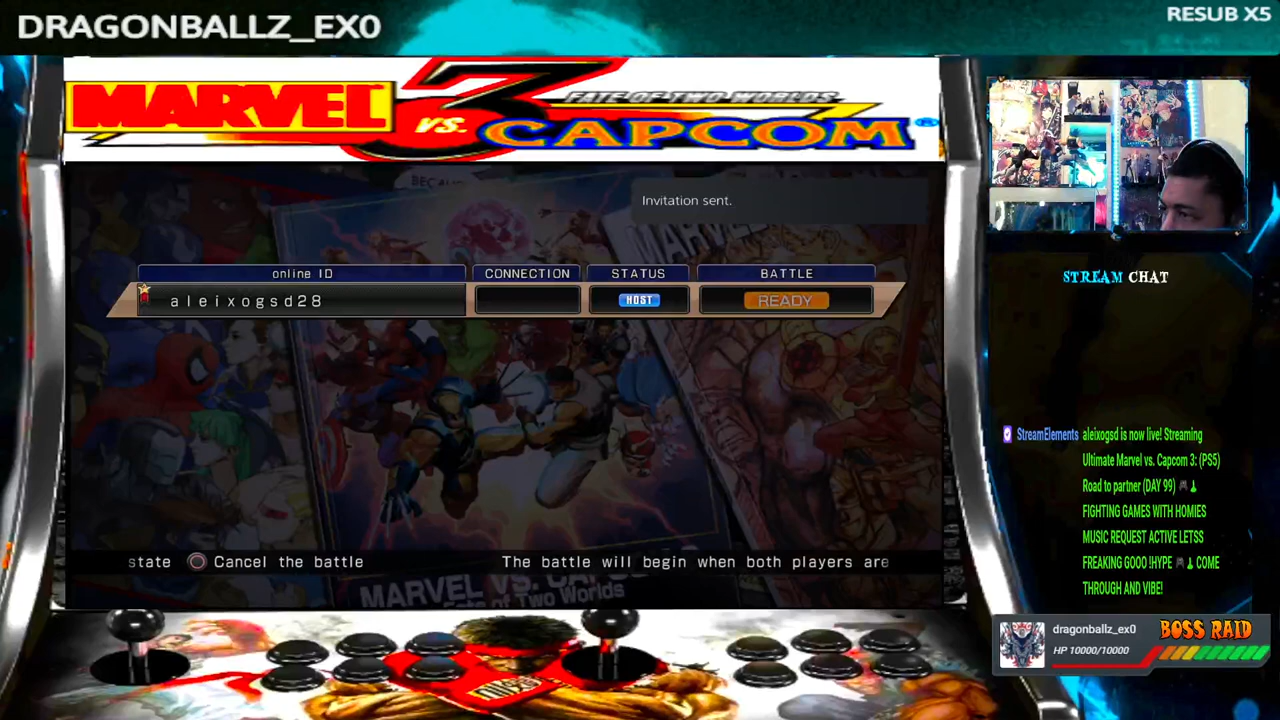 DRAGONBALLZ_EX0
RESUB X5
MARVEL VS. CAPCOM® 3
FATE OF TWO WORLDS
BECAU
Invitation sent.
online ID CONNECTION STATUS BATTLE
aleixogsd28 HOST READY
state Cancel the battle The battle will begin when both players are
MARVEL VS. CAPCO
Fate of Two Worlds
STREAM CHAT
StreamElements aleixogsd is now live! Streaming
Ultimate Marvel vs. Capcom 3: (PS5)
Road to partner (DAY 99)
FIGHTING GAMES WITH HOMIES
MUSIC REQUEST ACTIVE LETSS
FREAKING GOOO !HYPE COME
THROUGH AND VIBE!
dragonballz_ex0 BOSS RAID
HP 10000/10000